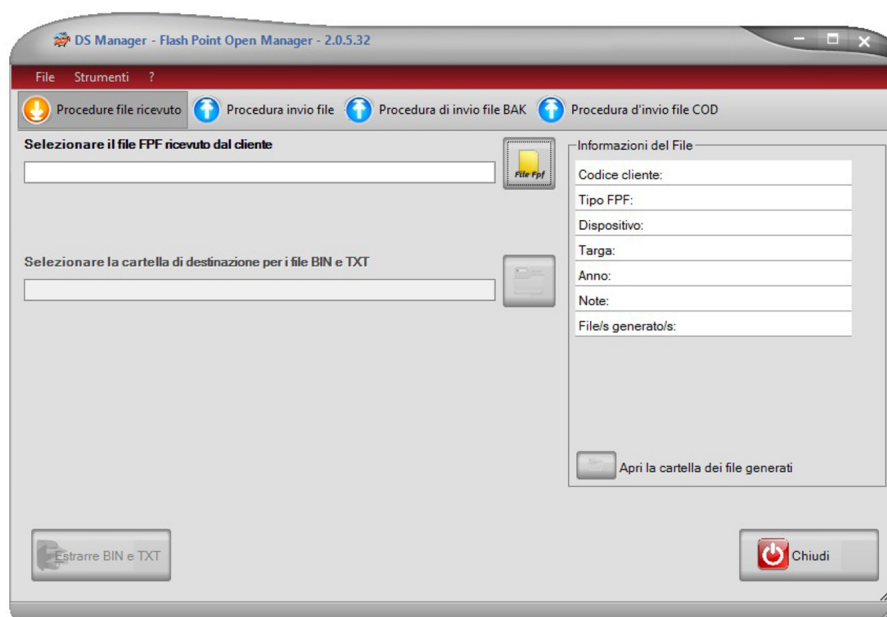 DS Manager - Flash Point Open Manager - 2.0.5.32
File Strumenti ?
Procedure file ricevuto Procedura invio file Procedura di invio file BAK Procedura d'invio file COD
Selezionare il file FPF ricevuto dal cliente
File Fpf
Selezionare la cartella di destinazione per i file BIN e TXT
Informazioni del File
Codice cliente:
Tipo FPF:
Dispositivo:
Targa:
Anno:
Note:
File/s generato/s:
Apri la cartella dei file generati
Estrarre BIN e TXT
Chiudi